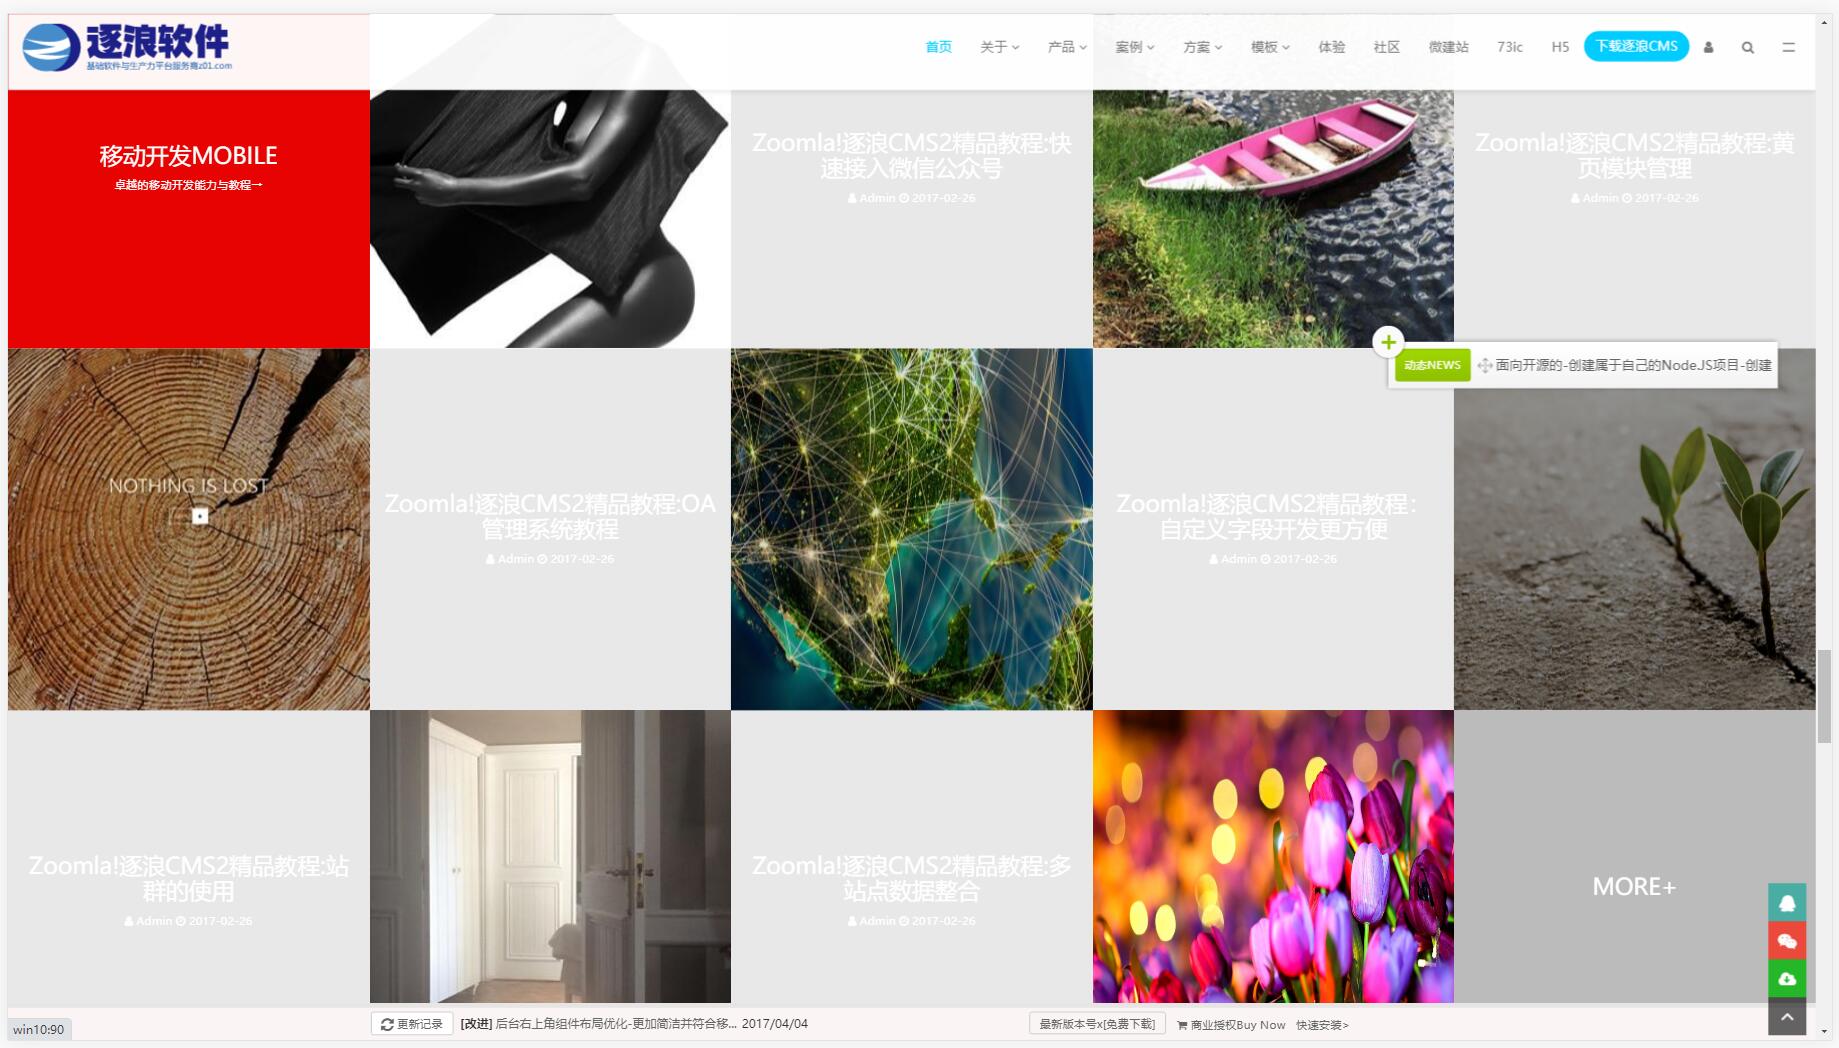 逐浪软件
基础软件与生产力平台服务商z01.com
首页 关于 产品 案例 方案 模板 体验 社区 微建站 73ic H5 下载逐浪CMS
移动开发MOBILE
卓越的移动开发能力与教程→
Zoomla!逐浪CMS2精品教程:快
速接入微信公众号
Admin 2017-02-26
Zoomla!逐浪CMS2精品教程:黄
页模块管理
Admin 2017-02-26
动态NEWS 面向开源的-创建属于自己的NodeJS项目-创建
NOTHING IS LOST
Zoomla!逐浪CMS2精品教程:OA
管理系统教程
Admin 2017-02-26
Zoomla!逐浪CMS2精品教程：
自定义字段开发更方便
Admin 2017-02-26
Zoomla!逐浪CMS2精品教程:站
群的使用
Admin 2017-02-26
Zoomla!逐浪CMS2精品教程:多
站点数据整合
Admin 2017-02-26
MORE+
win10:90
更新记录 [改进] 后台右上角组件布局优化-更加简洁并符合移... 2017/04/04
最新版本号x[免费下载] 商业授权Buy Now 快速安装>